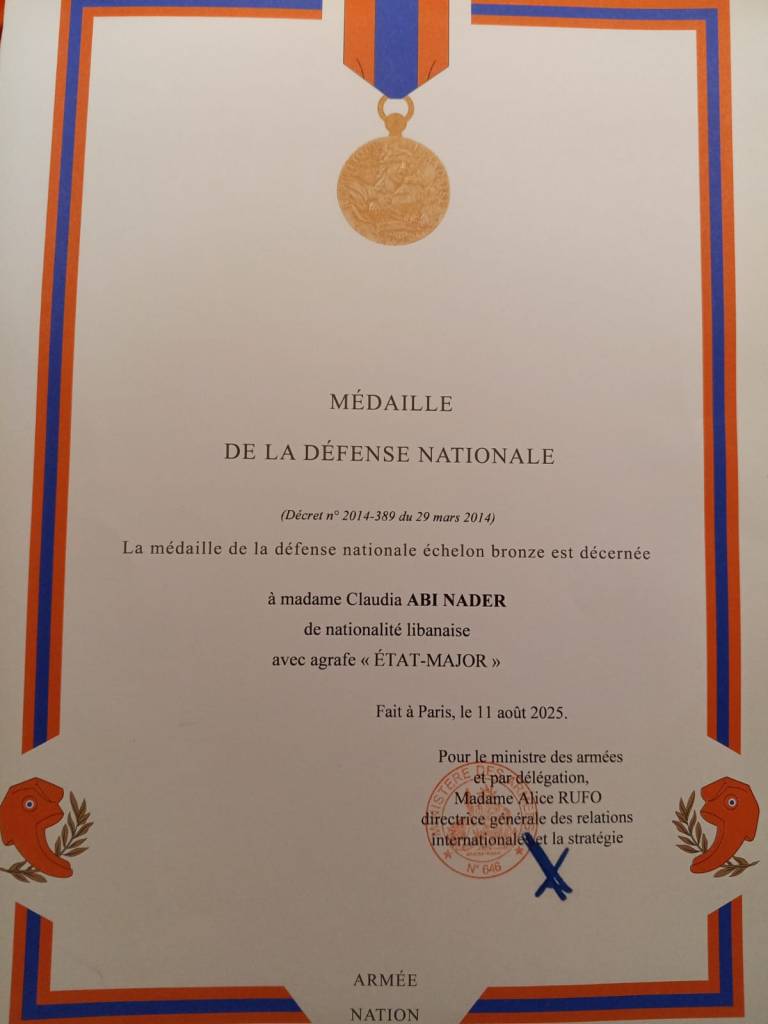 MÉDAILLE
DE LA DÉFENSE NATIONALE
(Décret n° 2014-389 du 29 mars 2014)
La médaille de la défense nationale échelon bronze est décernée
à madame Claudia ABI NADER
de nationalité libanaise
avec agrafe « ÉTAT-MAJOR »
Fait à Paris, le 11 août 2025.
Pour le ministre des armées
et par délégation,
Madame Alice RUFO
directrice générale des relations
internationales et la stratégie
MINISTÈRE DES
N° 646
ARMÉE
NATION